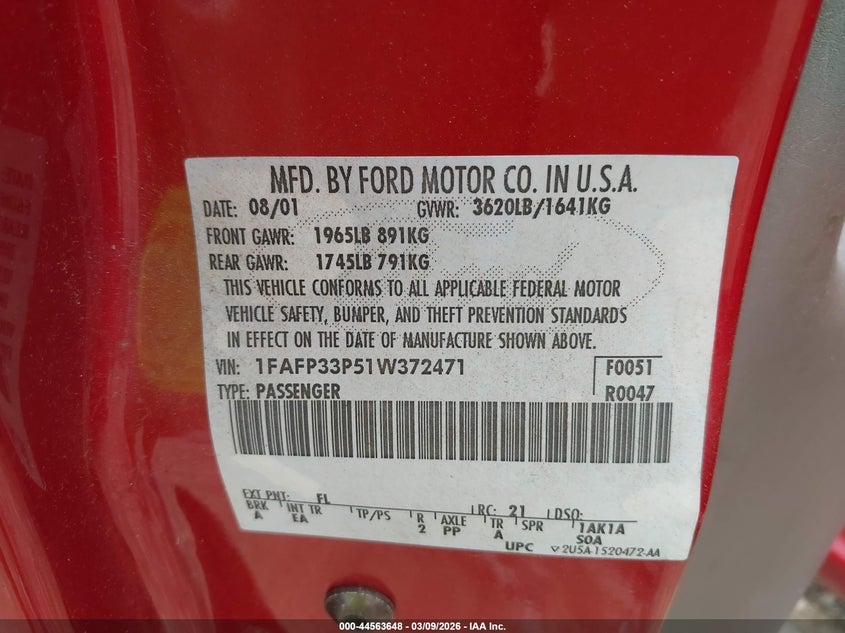 MFD. BY FORD MOTOR CO. IN U.S.A.
DATE: 08/01 GVWR: 3620LB/1641KG
FRONT GAWR: 1965LB 891KG
REAR GAWR: 1745LB 791KG
THIS VEHICLE CONFORMS TO ALL APPLICABLE FEDERAL MOTOR
VEHICLE SAFETY, BUMPER, AND THEFT PREVENTION STANDARDS
IN EFFECT ON THE DATE OF MANUFACTURE SHOWN ABOVE.
VIN: 1FAFP33P51W372471 F0051
TYPE: PASSENGER R0047
EXT PNT: FL RC: 21 DSO:
BRK INT TR TP/PS R AXLE TR SPR 1AK1A
A EA 2 PP A SOA
UPC 2U5A-1520472-AA
000-44563648 - 03/09/2026 - IAA Inc.